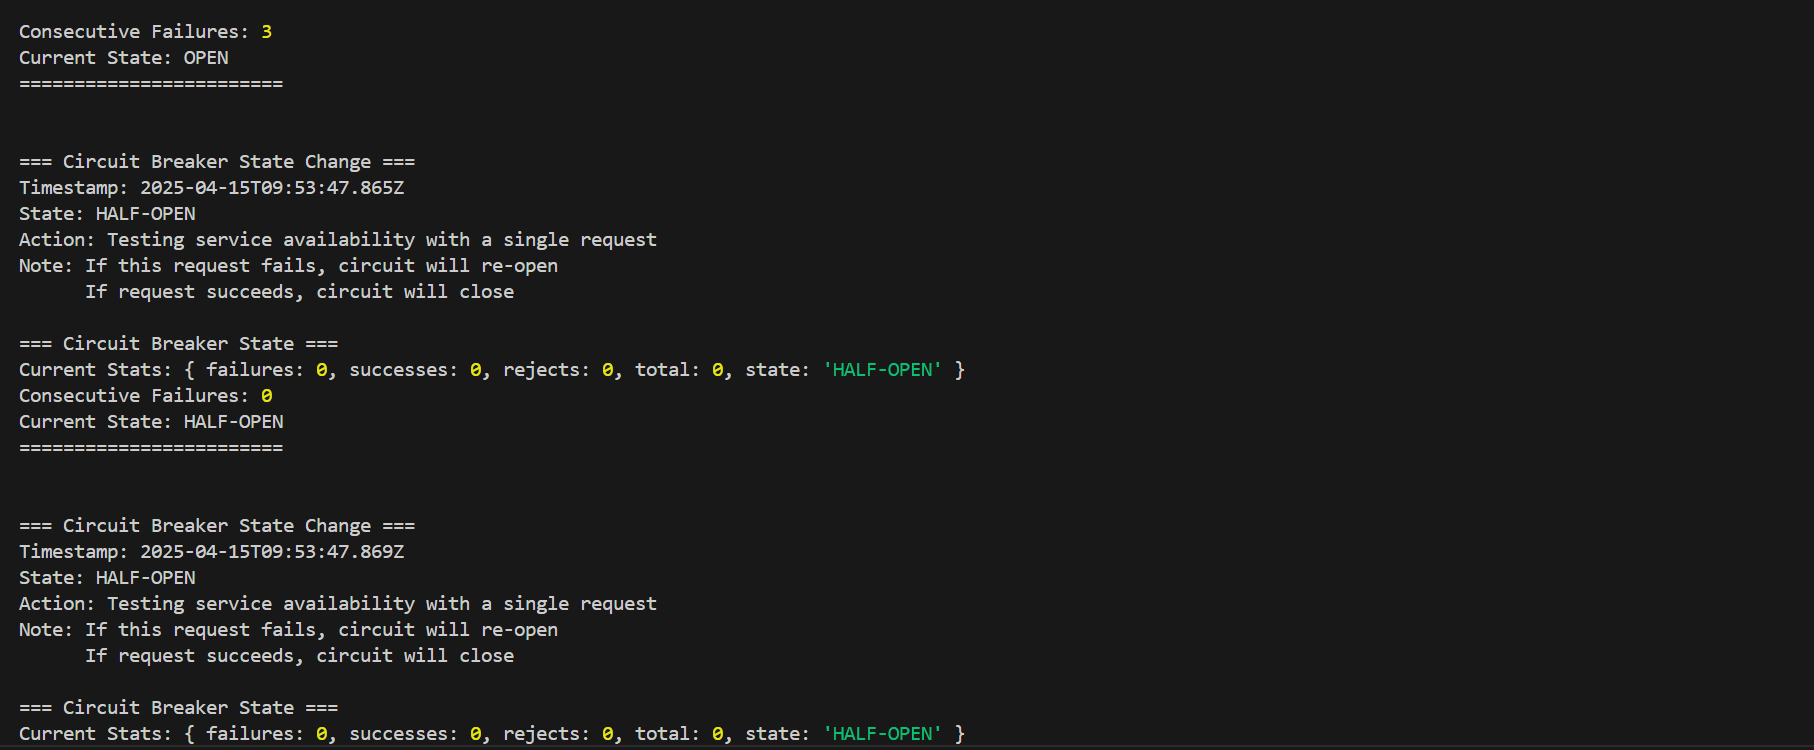 Consecutive Failures: 3
Current State: OPEN
========================
=== Circuit Breaker State Change ===
Timestamp: 2025-04-15T09:53:47.865Z
State: HALF-OPEN
Action: Testing service availability with a single request
Note: If this request fails, circuit will re-open
      If request succeeds, circuit will close
=== Circuit Breaker State ===
Current Stats: { failures: 0, successes: 0, rejects: 0, total: 0, state: 'HALF-OPEN' }
Consecutive Failures: 0
Current State: HALF-OPEN
========================
=== Circuit Breaker State Change ===
Timestamp: 2025-04-15T09:53:47.869Z
State: HALF-OPEN
Action: Testing service availability with a single request
Note: If this request fails, circuit will re-open
      If request succeeds, circuit will close
=== Circuit Breaker State ===
Current Stats: { failures: 0, successes: 0, rejects: 0, total: 0, state: 'HALF-OPEN' }